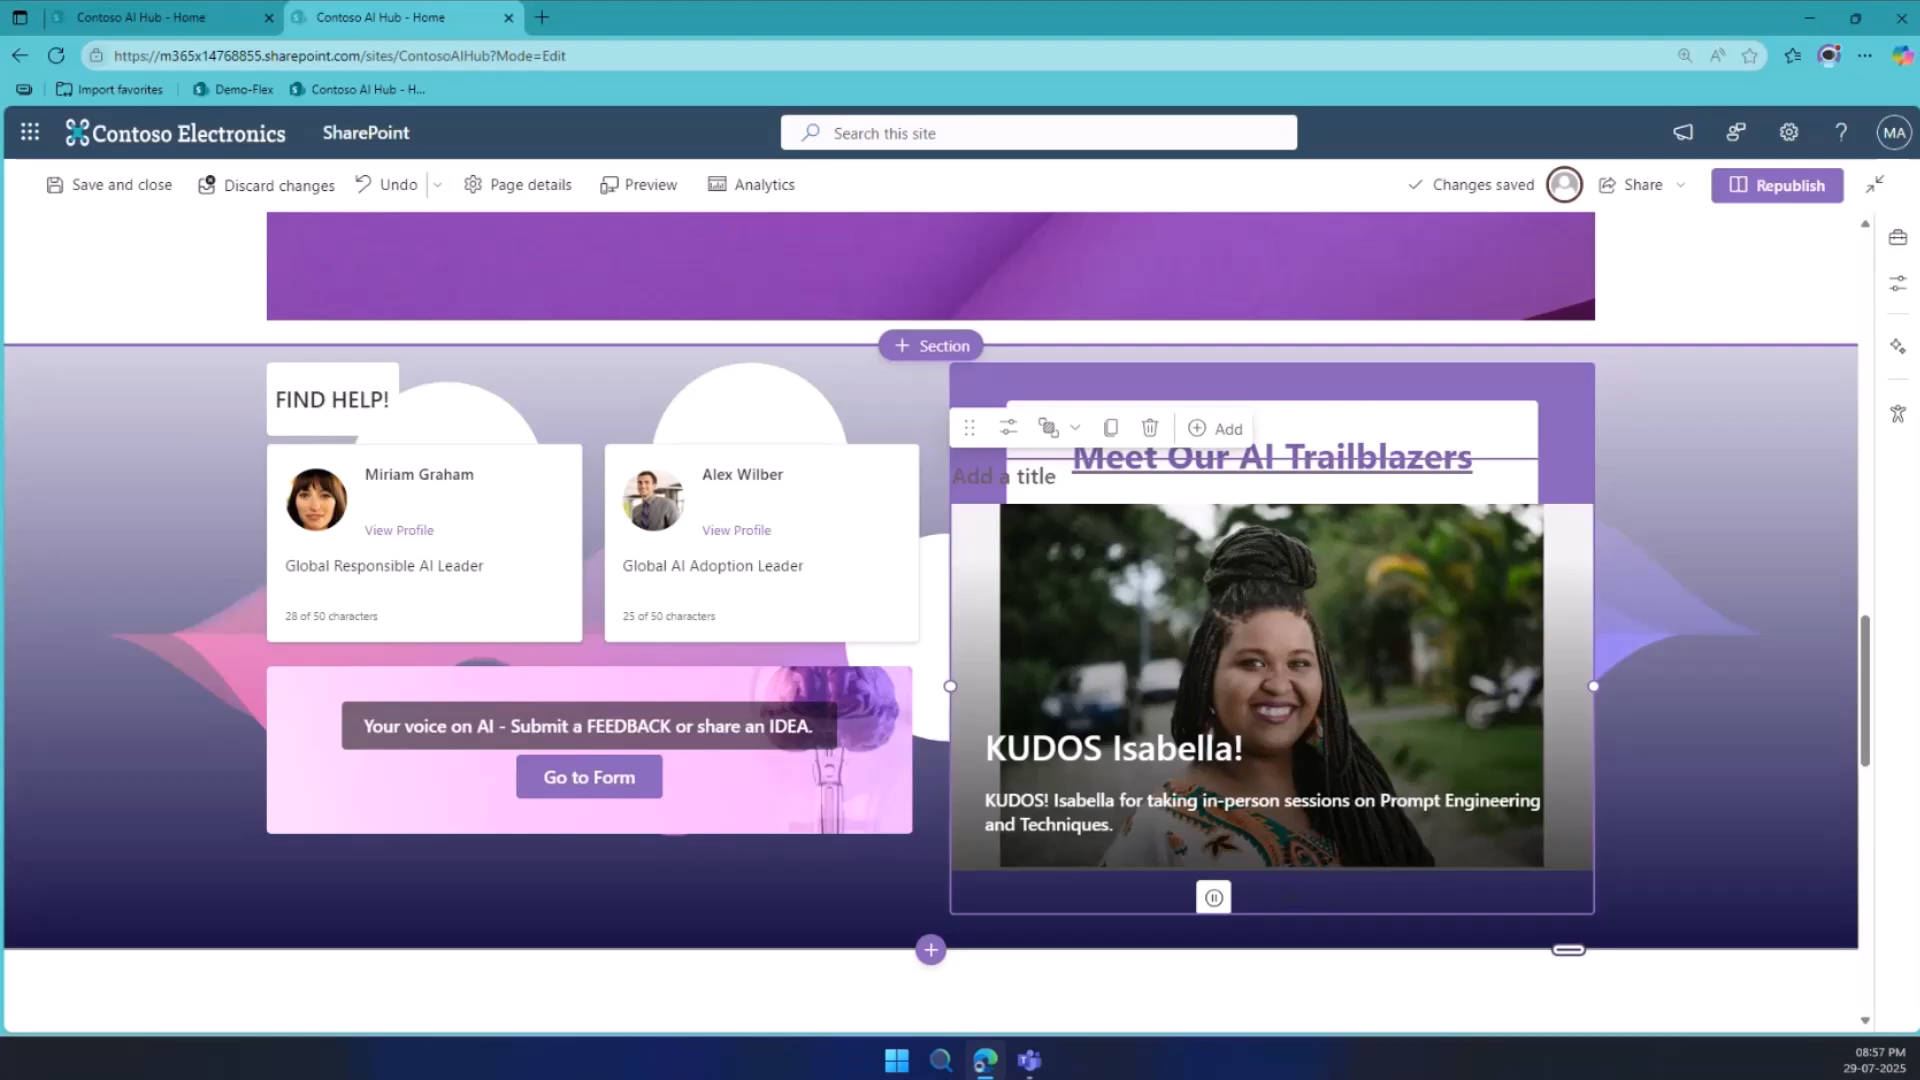 Contoso AI Hub - Home
Contoso AI Hub - Home
https://m365x14768855.sharepoint.com/sites/ContosoAIHub?Mode=Edit
Import favorites
Demo-Flex
Contoso AI Hub - H...
Contoso Electronics
SharePoint
Search this site
MA
Save and close
Discard changes
Undo
Page details
Preview
Analytics
Changes saved
Share
Republish
Section
FIND HELP!
Miriam Graham
View Profile
Global Responsible AI Leader
28 of 50 characters
Alex Wilber
View Profile
Global AI Adoption Leader
25 of 50 characters
Your voice on AI - Submit a FEEDBACK or share an IDEA.
Go to Form
Add
Meet Our AI Trailblazers
Add a title
KUDOS Isabella!
KUDOS! Isabella for taking in-person sessions on Prompt Engineering
and Techniques.
08:57 PM
29-07-2025